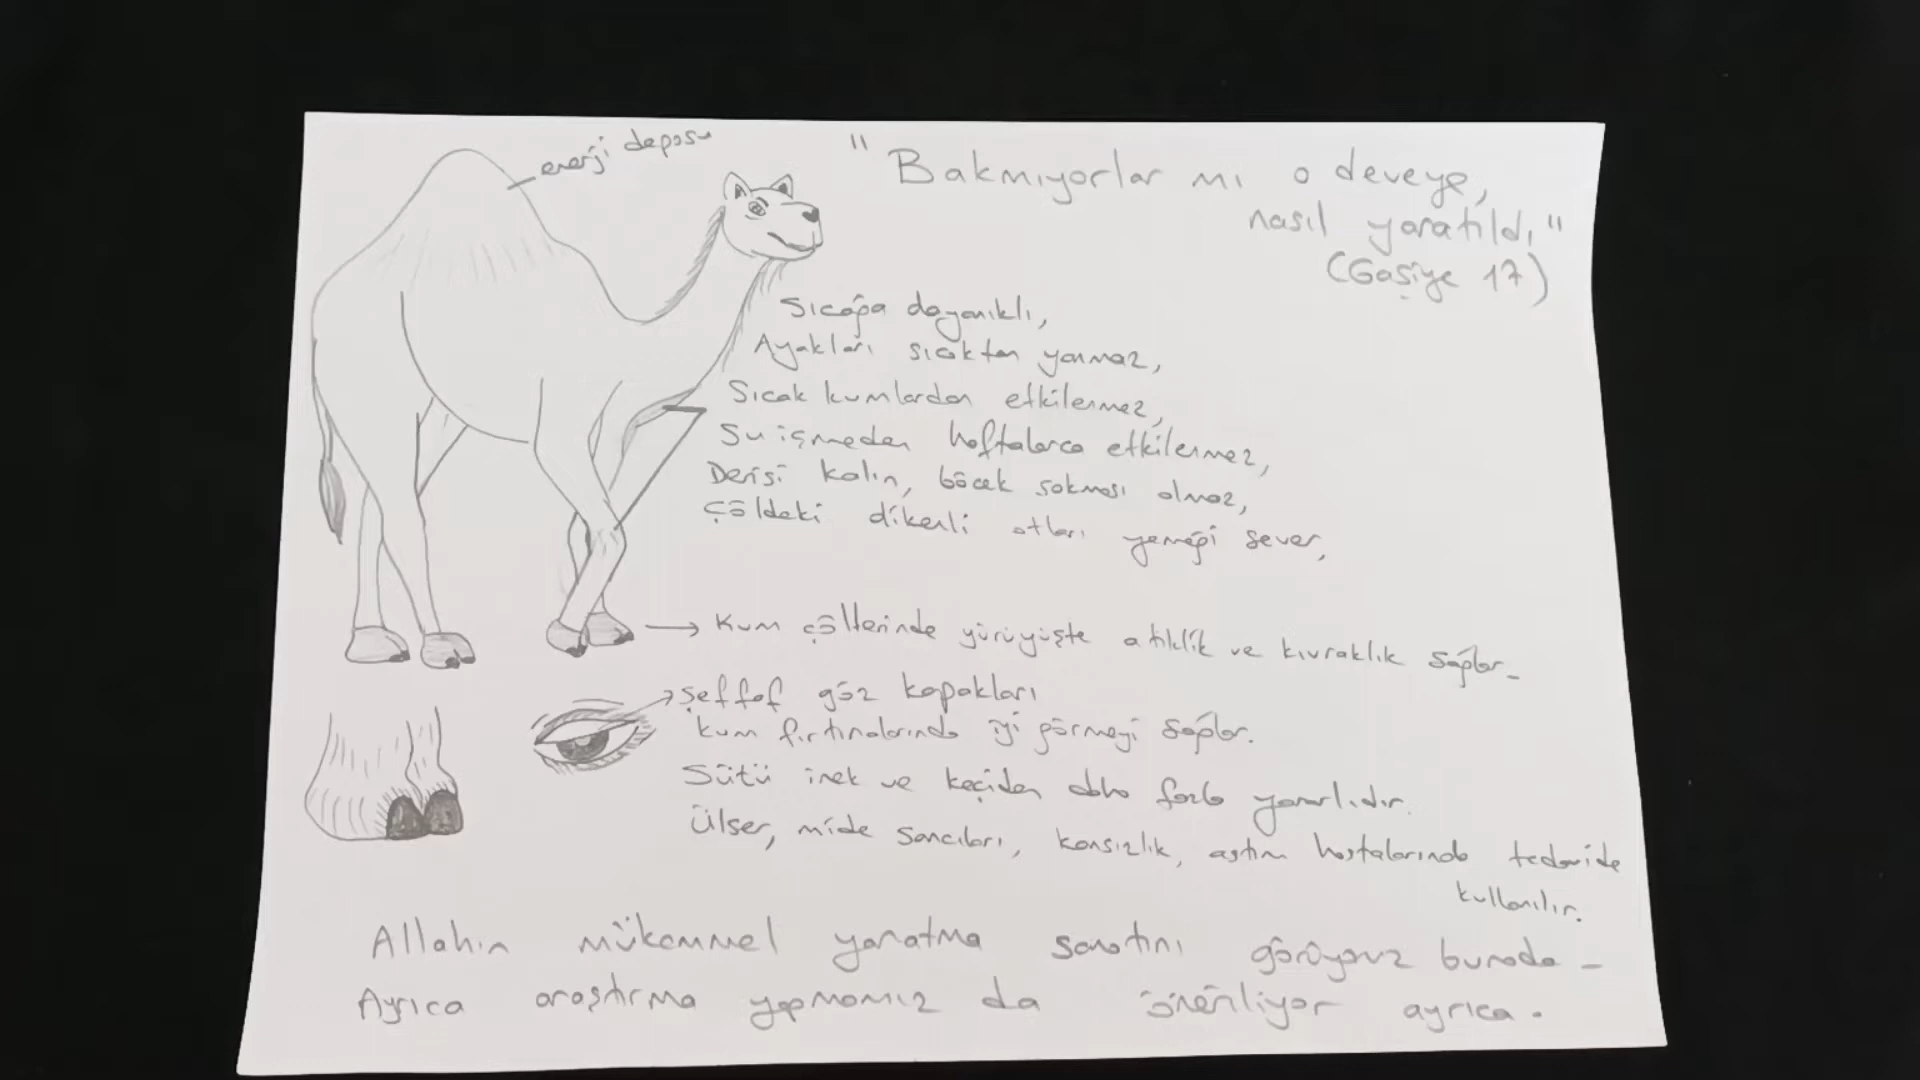 enerji deposu
"Bakmıyorlar mı o deveye,
nasıl yaratıldı"
(Gaşiye 17)
Sıcağa dayanıklı,
Ayakları sıcaktan yanmaz,
Sıcak kumlardan etkilenmez,
Su içmeden haftalarca etkilenmez,
Derisi kalın, böcek sokması olmaz,
Çöldeki dikenli otları yemeği sever,
Kum çöllerinde yürüyüşte atiklik ve kıvraklık sağlar
şeffaf göz kapakları
kum fırtınalarında iyi görmeyi sağlar.
Sütü inek ve keçiden daha fazla yararlıdır.
Ülser, mide sancıları, kansızlık, astım hastalarında tedavide
kullanılır.
Allahın mükemmel yaratma sanatını görüyoruz burada -
Ayrıca araştırma yapmamız da öneriliyor ayrıca.